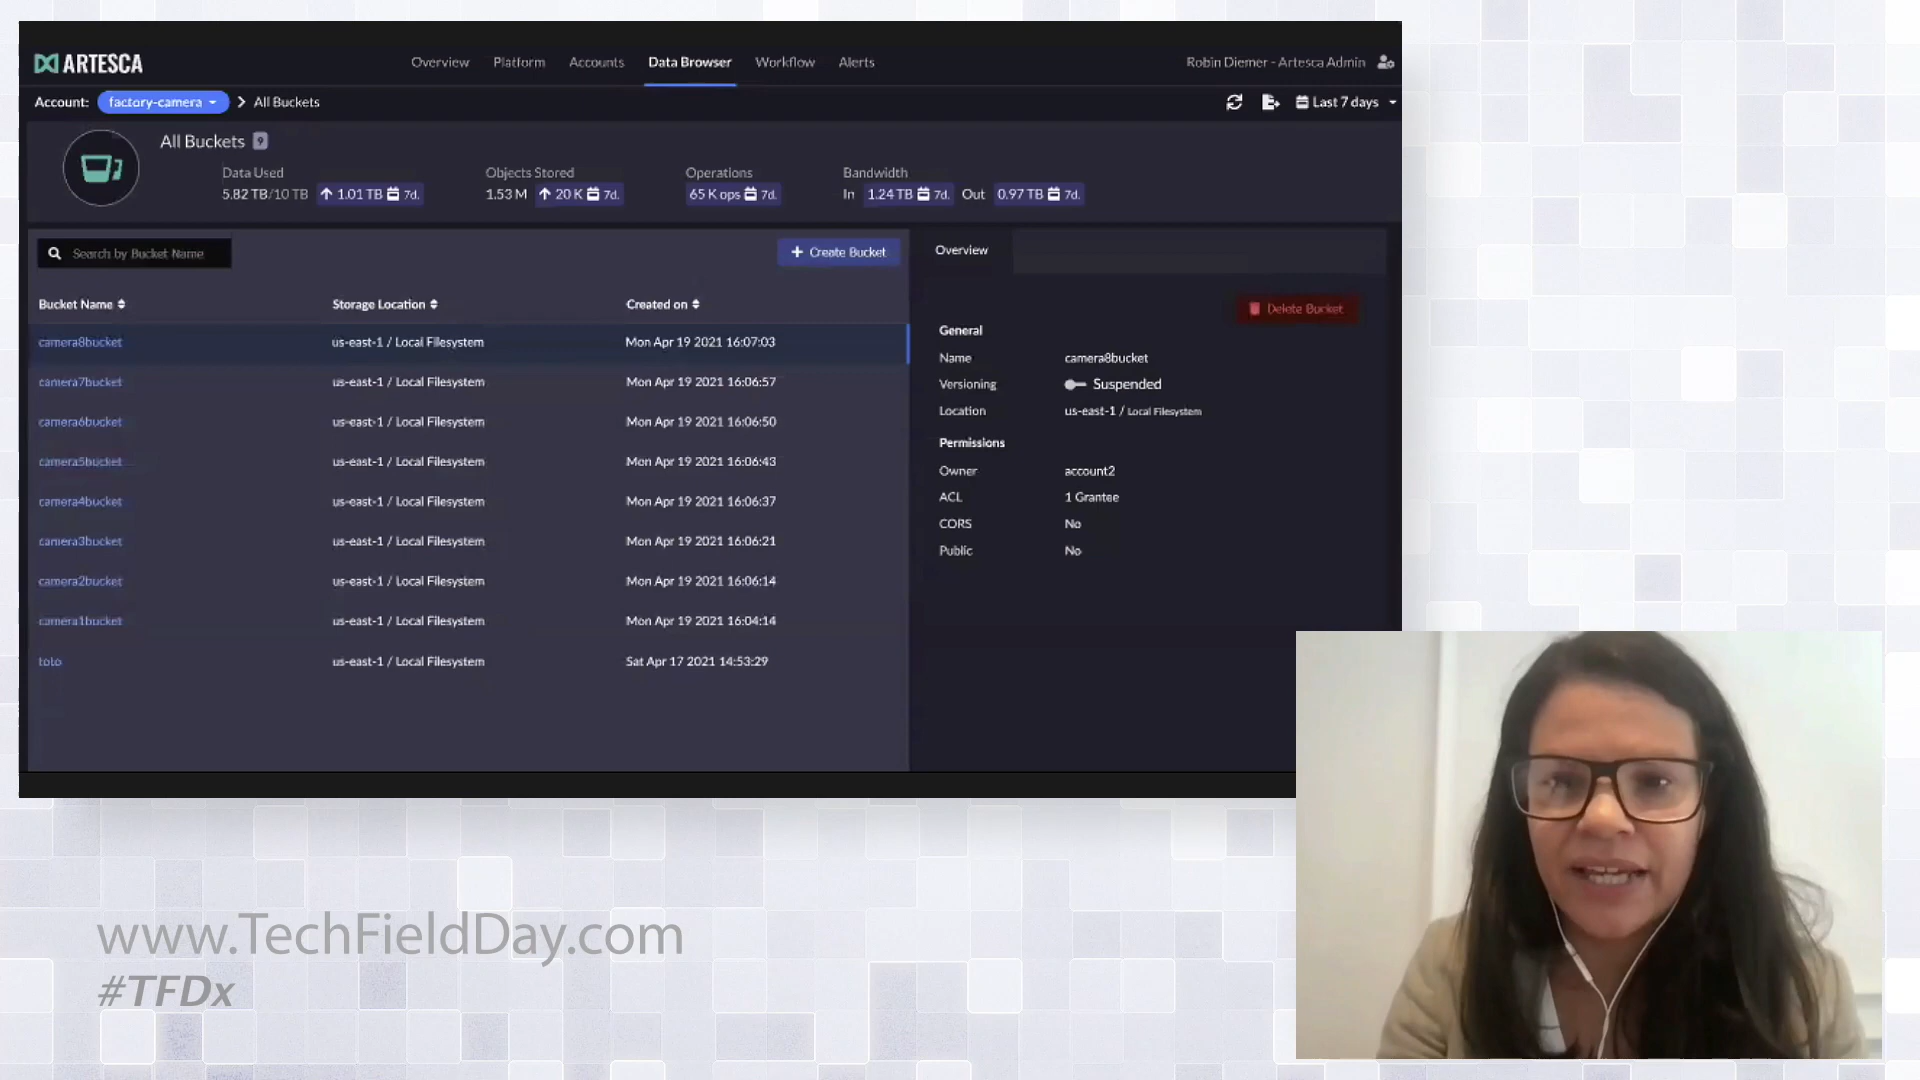 ARTESCA
Overview Platform Accounts Data Browser Workflow Alerts
Robin Diemer - Artesca Admin
Account: factory-camera All Buckets
Last 7 days
All Buckets 9
Data Used Objects Stored Operations Bandwidth
5.82 TB/10 TB 1.01 TB 7d. 1.53 M 20 K 7d. 65 K ops 7d. In 1.24 TB 7d. Out 0.97 TB 7d.
Search by Bucket Name
+ Create Bucket
Bucket Name Storage Location Created on
camera8bucket us-east-1 / Local Filesystem Mon Apr 19 2021 16:07:03
camera7bucket us-east-1 / Local Filesystem Mon Apr 19 2021 16:06:57
camera6bucket us-east-1 / Local Filesystem Mon Apr 19 2021 16:06:50
camera5bucket us-east-1 / Local Filesystem Mon Apr 19 2021 16:06:43
camera4bucket us-east-1 / Local Filesystem Mon Apr 19 2021 16:06:37
camera3bucket us-east-1 / Local Filesystem Mon Apr 19 2021 16:06:21
camera2bucket us-east-1 / Local Filesystem Mon Apr 19 2021 16:06:14
camera1bucket us-east-1 / Local Filesystem Mon Apr 19 2021 16:04:14
toto us-east-1 / Local Filesystem Sat Apr 17 2021 14:53:29
Overview
Delete Bucket
General
Name camera8bucket
Versioning Suspended
Location us-east-1 / Local Filesystem
Permissions
Owner account2
ACL 1 Grantee
CORS No
Public No
www.TechFieldDay.com
#TFDx